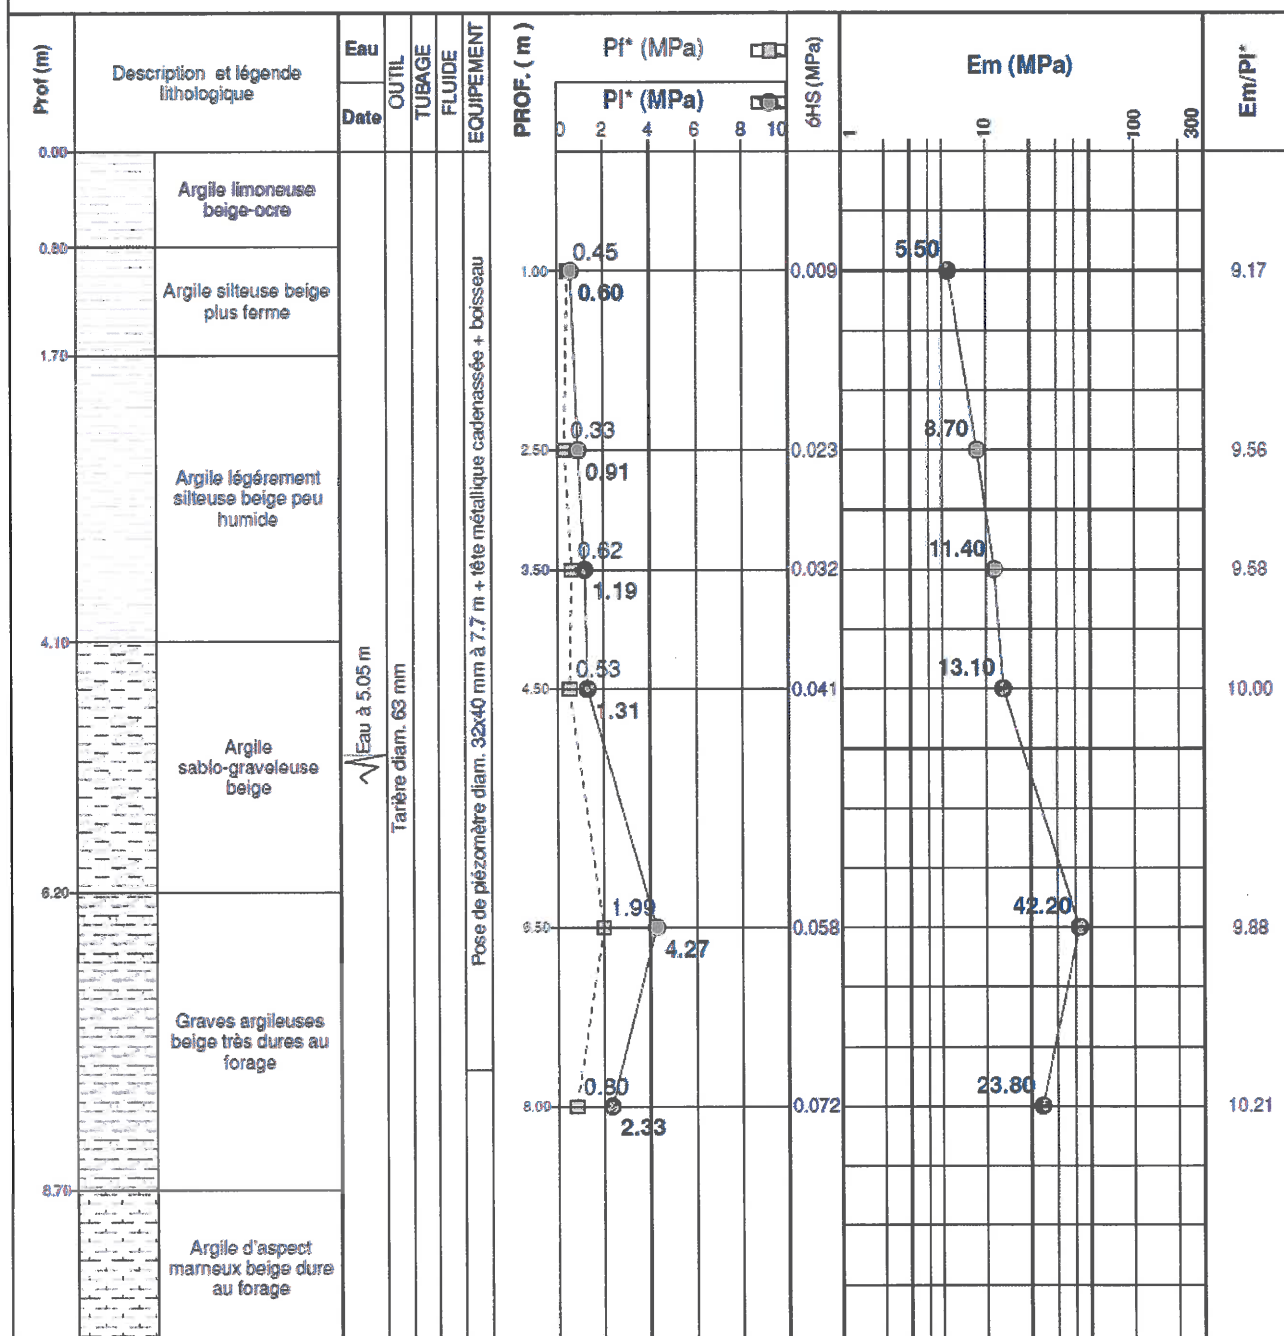 Prof (m)
Description et légende
lithologique
Eau
Date
OUTIL
TUBAGE
FLUIDE
EQUIPEMENT
PROF. ( m )
Pf* (MPa)
Pl* (MPa)
0 2 4 6 8 10
6HS (MPa)
Em (MPa)
1 10 100 300
Em/Pl*
0.00
Argile limoneuse
beige-ocre
0.80
Argile silteuse beige
plus ferme
1.70
Argile légèrement
silteuse beige peu
humide
4.10
Argile
sablo-graveleuse
beige
6.20
Graves argileuses
beige très dures au
forage
8.70
Argile d'aspect
marneux beige dure
au forage
Eau à 5.05 m
Tarière diam. 63 mm
Pose de piézomètre diam. 32x40 mm à 7.7 m + tête métallique cadenassée + boisseau
1.00 0.45 0.60 0.009 5.50 9.17
2.50 0.33 0.91 0.023 8.70 9.56
3.50 0.62 1.19 0.032 11.40 9.58
4.50 0.53 1.31 0.041 13.10 10.00
6.50 1.99 4.27 0.058 42.20 9.88
8.00 0.80 2.33 0.072 23.80 10.21